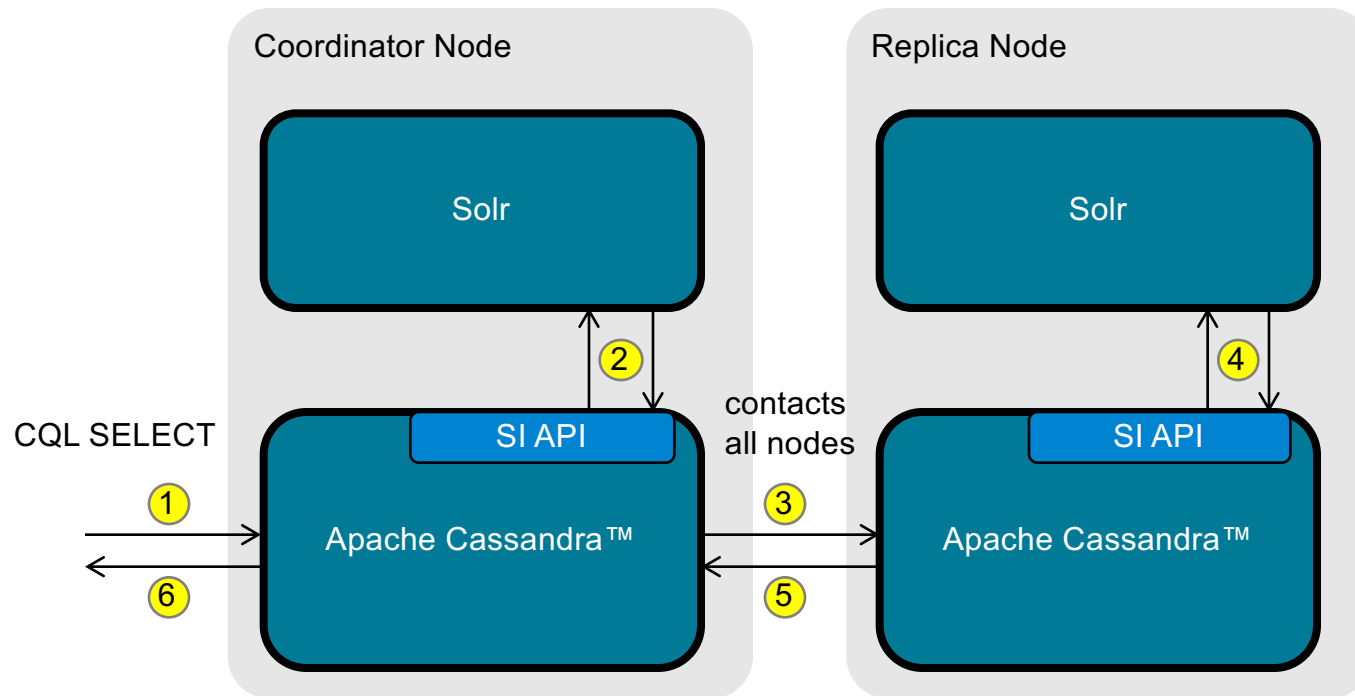 Coordinator Node
Replica Node
Solr
Solr
2
4
contacts
all nodes
CQL SELECT
SI API
SI API
1
3
Apache Cassandra™
Apache Cassandra™
6
5